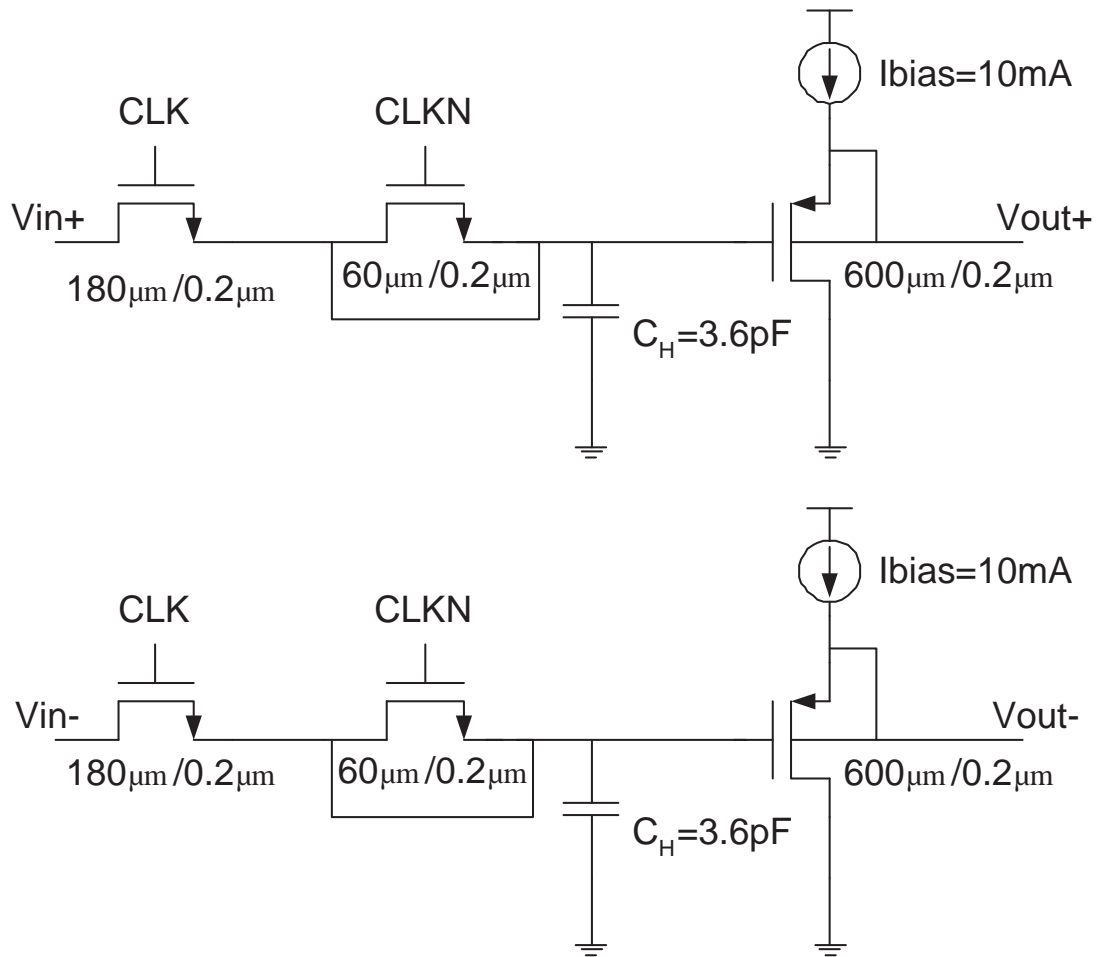 Ibias=10mA
CLK
CLKN
Vin+
Vout+
180μm/0.2μm
60μm/0.2μm
600μm/0.2μm
C_H=3.6pF
Ibias=10mA
CLK
CLKN
Vin-
Vout-
180μm/0.2μm
60μm/0.2μm
600μm/0.2μm
C_H=3.6pF